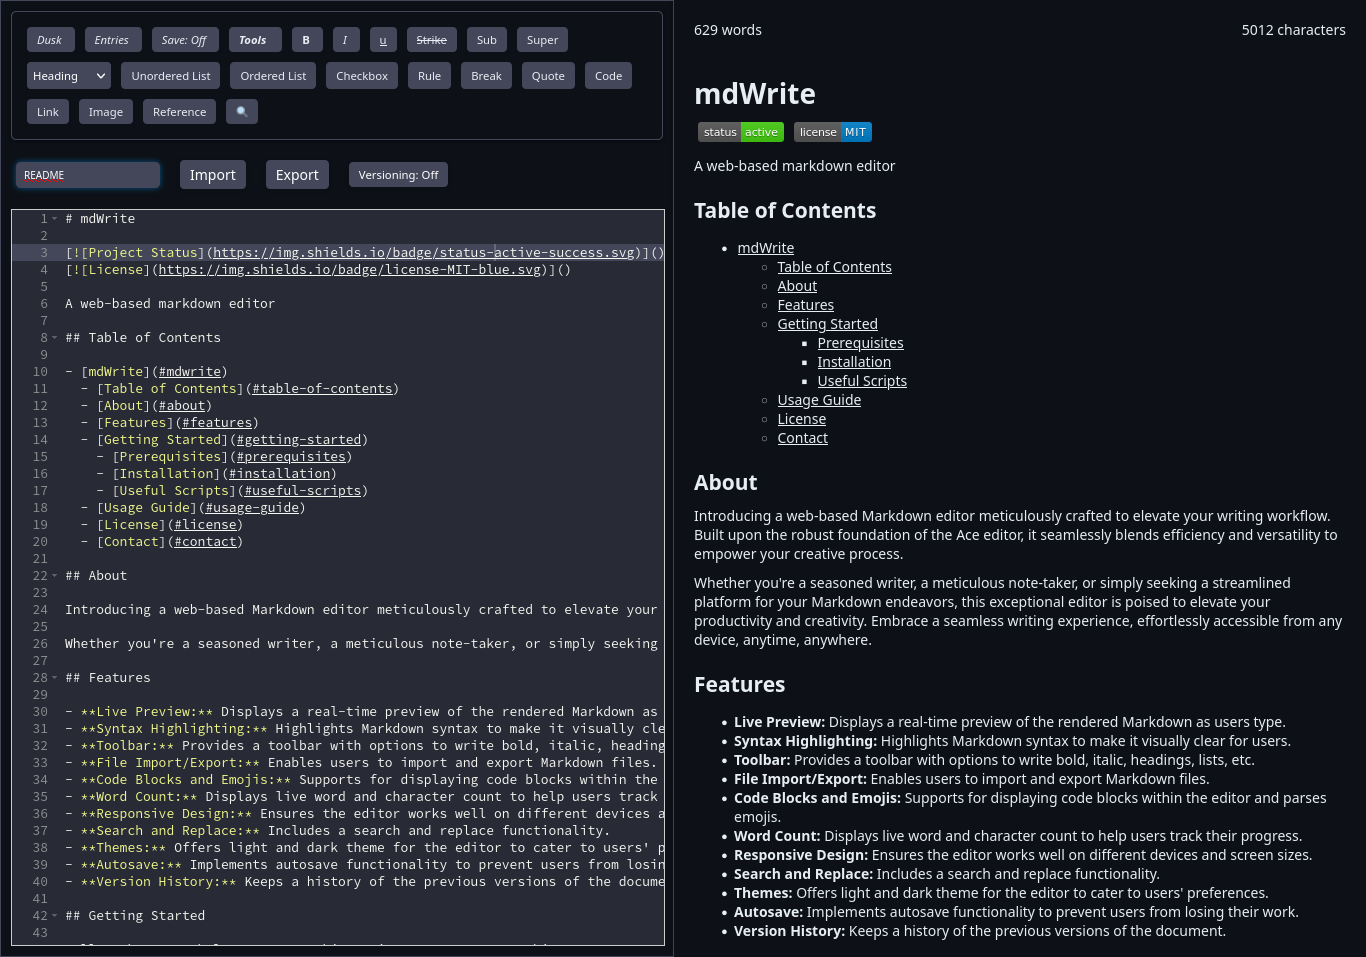 Dusk Entries Save: Off Tools B I u Strike Sub Super
Heading Unordered List Ordered List Checkbox Rule Break Quote Code
Link Image Reference
README Import Export Versioning: Off
1 # mdWrite
2
3 [![Project Status](https://img.shields.io/badge/status-active-success.svg)]()
4 [![License](https://img.shields.io/badge/license-MIT-blue.svg)]()
5
6 A web-based markdown editor
7
8 ## Table of Contents
9
10 - [mdWrite](#mdwrite)
11   - [Table of Contents](#table-of-contents)
12   - [About](#about)
13   - [Features](#features)
14   - [Getting Started](#getting-started)
15     - [Prerequisites](#prerequisites)
16     - [Installation](#installation)
17     - [Useful Scripts](#useful-scripts)
18   - [Usage Guide](#usage-guide)
19   - [License](#license)
20   - [Contact](#contact)
21
22 ## About
23
24 Introducing a web-based Markdown editor meticulously crafted to elevate your
25
26 Whether you're a seasoned writer, a meticulous note-taker, or simply seeking
27
28 ## Features
29
30 - **Live Preview:** Displays a real-time preview of the rendered Markdown as
31 - **Syntax Highlighting:** Highlights Markdown syntax to make it visually cle
32 - **Toolbar:** Provides a toolbar with options to write bold, italic, heading
33 - **File Import/Export:** Enables users to import and export Markdown files.
34 - **Code Blocks and Emojis:** Supports for displaying code blocks within the
35 - **Word Count:** Displays live word and character count to help users track
36 - **Responsive Design:** Ensures the editor works well on different devices a
37 - **Search and Replace:** Includes a search and replace functionality.
38 - **Themes:** Offers light and dark theme for the editor to cater to users' p
39 - **Autosave:** Implements autosave functionality to prevent users from losin
40 - **Version History:** Keeps a history of the previous versions of the docume
41
42 ## Getting Started
43
629 words 5012 characters
mdWrite
status active license MIT
A web-based markdown editor
Table of Contents
• mdWrite
◦ Table of Contents
◦ About
◦ Features
◦ Getting Started
▪ Prerequisites
▪ Installation
▪ Useful Scripts
◦ Usage Guide
◦ License
◦ Contact
About
Introducing a web-based Markdown editor meticulously crafted to elevate your writing workflow.
Built upon the robust foundation of the Ace editor, it seamlessly blends efficiency and versatility to
empower your creative process.
Whether you're a seasoned writer, a meticulous note-taker, or simply seeking a streamlined
platform for your Markdown endeavors, this exceptional editor is poised to elevate your
productivity and creativity. Embrace a seamless writing experience, effortlessly accessible from any
device, anytime, anywhere.
Features
• Live Preview: Displays a real-time preview of the rendered Markdown as users type.
• Syntax Highlighting: Highlights Markdown syntax to make it visually clear for users.
• Toolbar: Provides a toolbar with options to write bold, italic, headings, lists, etc.
• File Import/Export: Enables users to import and export Markdown files.
• Code Blocks and Emojis: Supports for displaying code blocks within the editor and parses
emojis.
• Word Count: Displays live word and character count to help users track their progress.
• Responsive Design: Ensures the editor works well on different devices and screen sizes.
• Search and Replace: Includes a search and replace functionality.
• Themes: Offers light and dark theme for the editor to cater to users' preferences.
• Autosave: Implements autosave functionality to prevent users from losing their work.
• Version History: Keeps a history of the previous versions of the document.